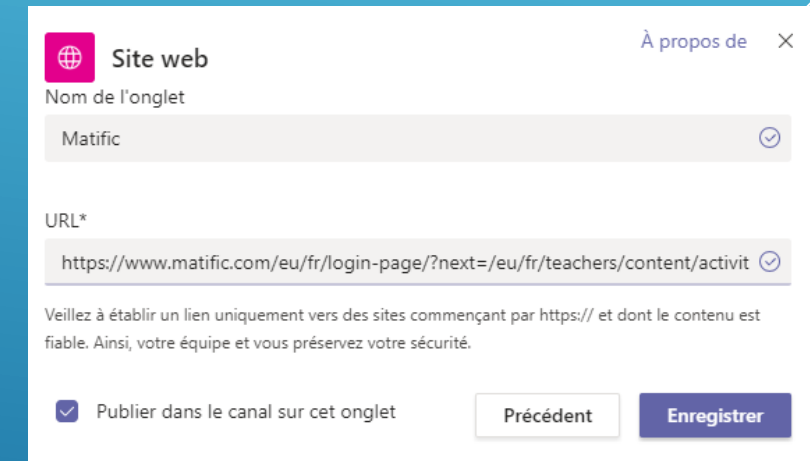 Site web
À propos de
Nom de l'onglet
Matific
URL*
https://www.matific.com/eu/fr/login-page/?next=/eu/fr/teachers/content/activit
Veillez à établir un lien uniquement vers des sites commençant par https:// et dont le contenu est
fiable. Ainsi, votre équipe et vous préservez votre sécurité.
Publier dans le canal sur cet onglet
Précédent
Enregistrer